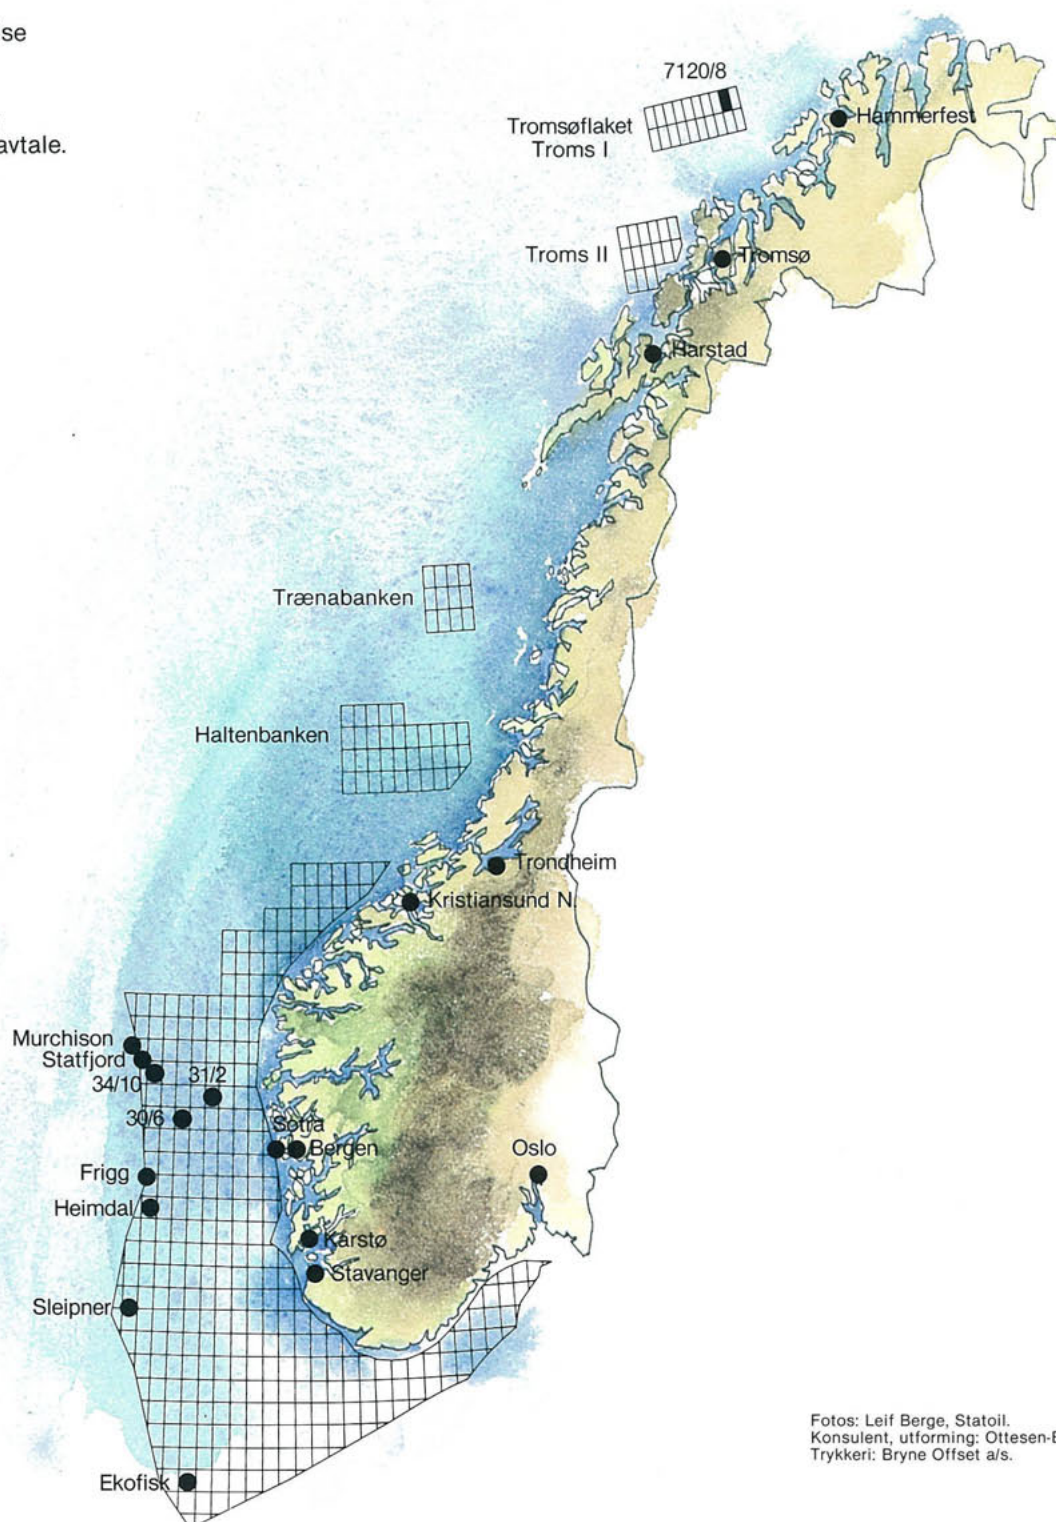 se
avtale.
7120/8
Tromsøflaket
Troms I
Hammerfest
Troms II
Tromsø
Harstad
Trænabanken
Haltenbanken
Trondheim
Kristiansund N.
Murchison
Statfjord
34/10
31/2
30/6
Sotra
Bergen
Oslo
Frigg
Heimdal
Kårstø
Stavanger
Sleipner
Ekofisk
Fotos: Leif Berge, Statoil.
Konsulent, utforming: Ottesen-
Trykkeri: Bryne Offset a/s.